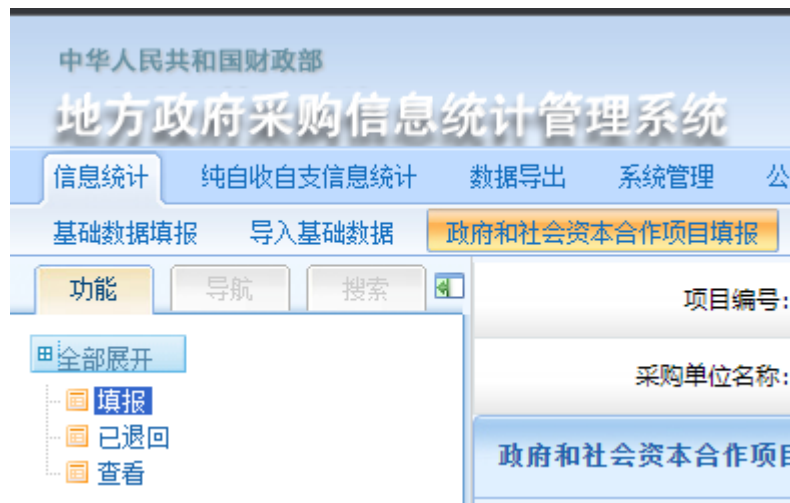 中华人民共和国财政部
地方政府采购信息统计管理系统
信息统计 纯自收自支信息统计 数据导出 系统管理 公
基础数据填报 导入基础数据 政府和社会资本合作项目填报
功能 导航 搜索
项目编号:
全部展开
采购单位名称:
填报
已退回
政府和社会资本合作项目
查看